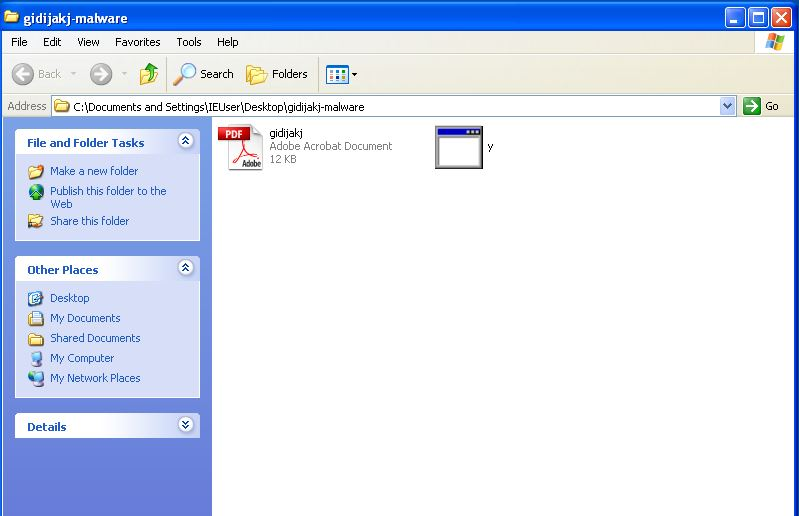 gidijakj-malware
File Edit View Favorites Tools Help
Back Search Folders
Address C:\Documents and Settings\IEUser\Desktop\gidijakj-malware Go
File and Folder Tasks
Make a new folder
Publish this folder to the
Web
Share this folder
Other Places
Desktop
My Documents
Shared Documents
My Computer
My Network Places
Details
PDF
Adobe
gidijakj
Adobe Acrobat Document
12 KB
y